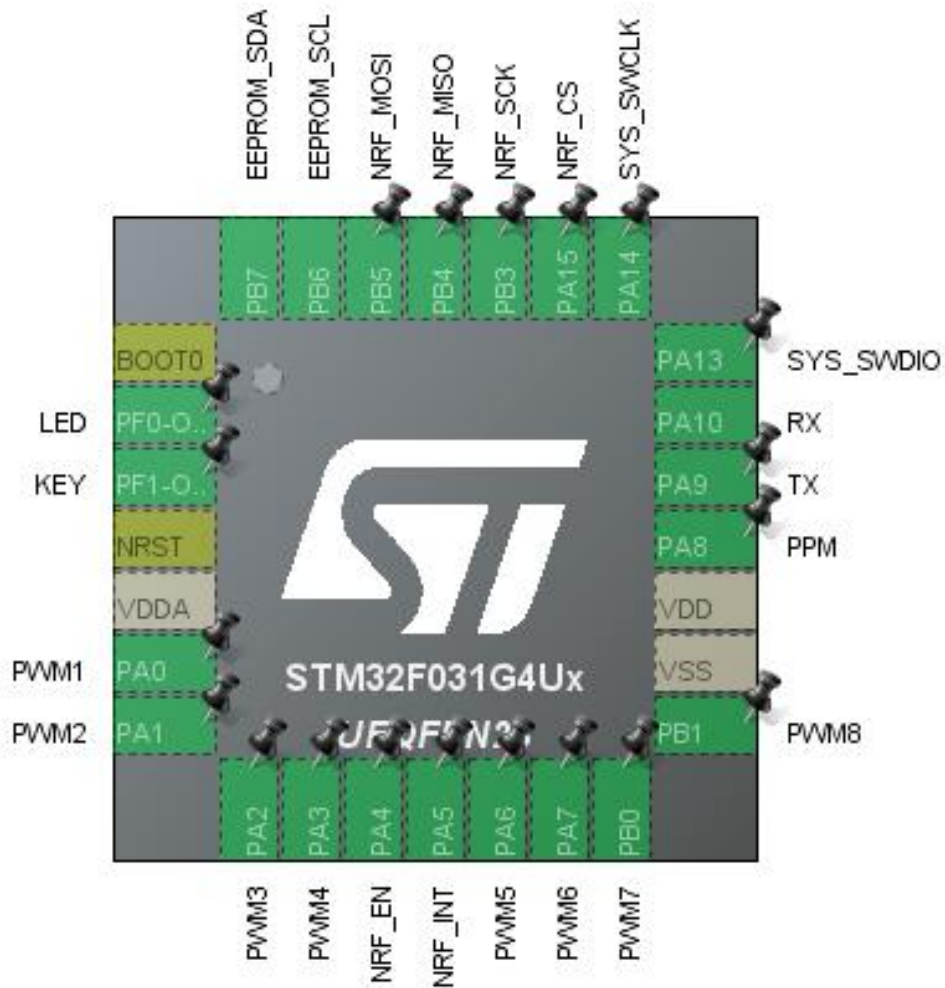 EEPROM_SDA
EEPROM_SCL
NRF_MOSI
NRF_MISO
NRF_SCK
NRF_CS
SYS_SWCLK
PB7
PB6
PB5
PB4
PB3
PA15
PA14
BOOT0
LED
PF0-O..
KEY
PF1-O..
NRST
VDDA
PWM1
PA0
PWM2
PA1
PA13
SYS_SWDIO
PA10
RX
PA9
TX
PA8
PPM
VDD
VSS
PB1
PWM8
STM32F031G4Ux
PA2
PA3
PA4
PA5
PA6
PA7
PB0
PWM3
PWM4
NRF_EN
NRF_INT
PWM5
PWM6
PWM7